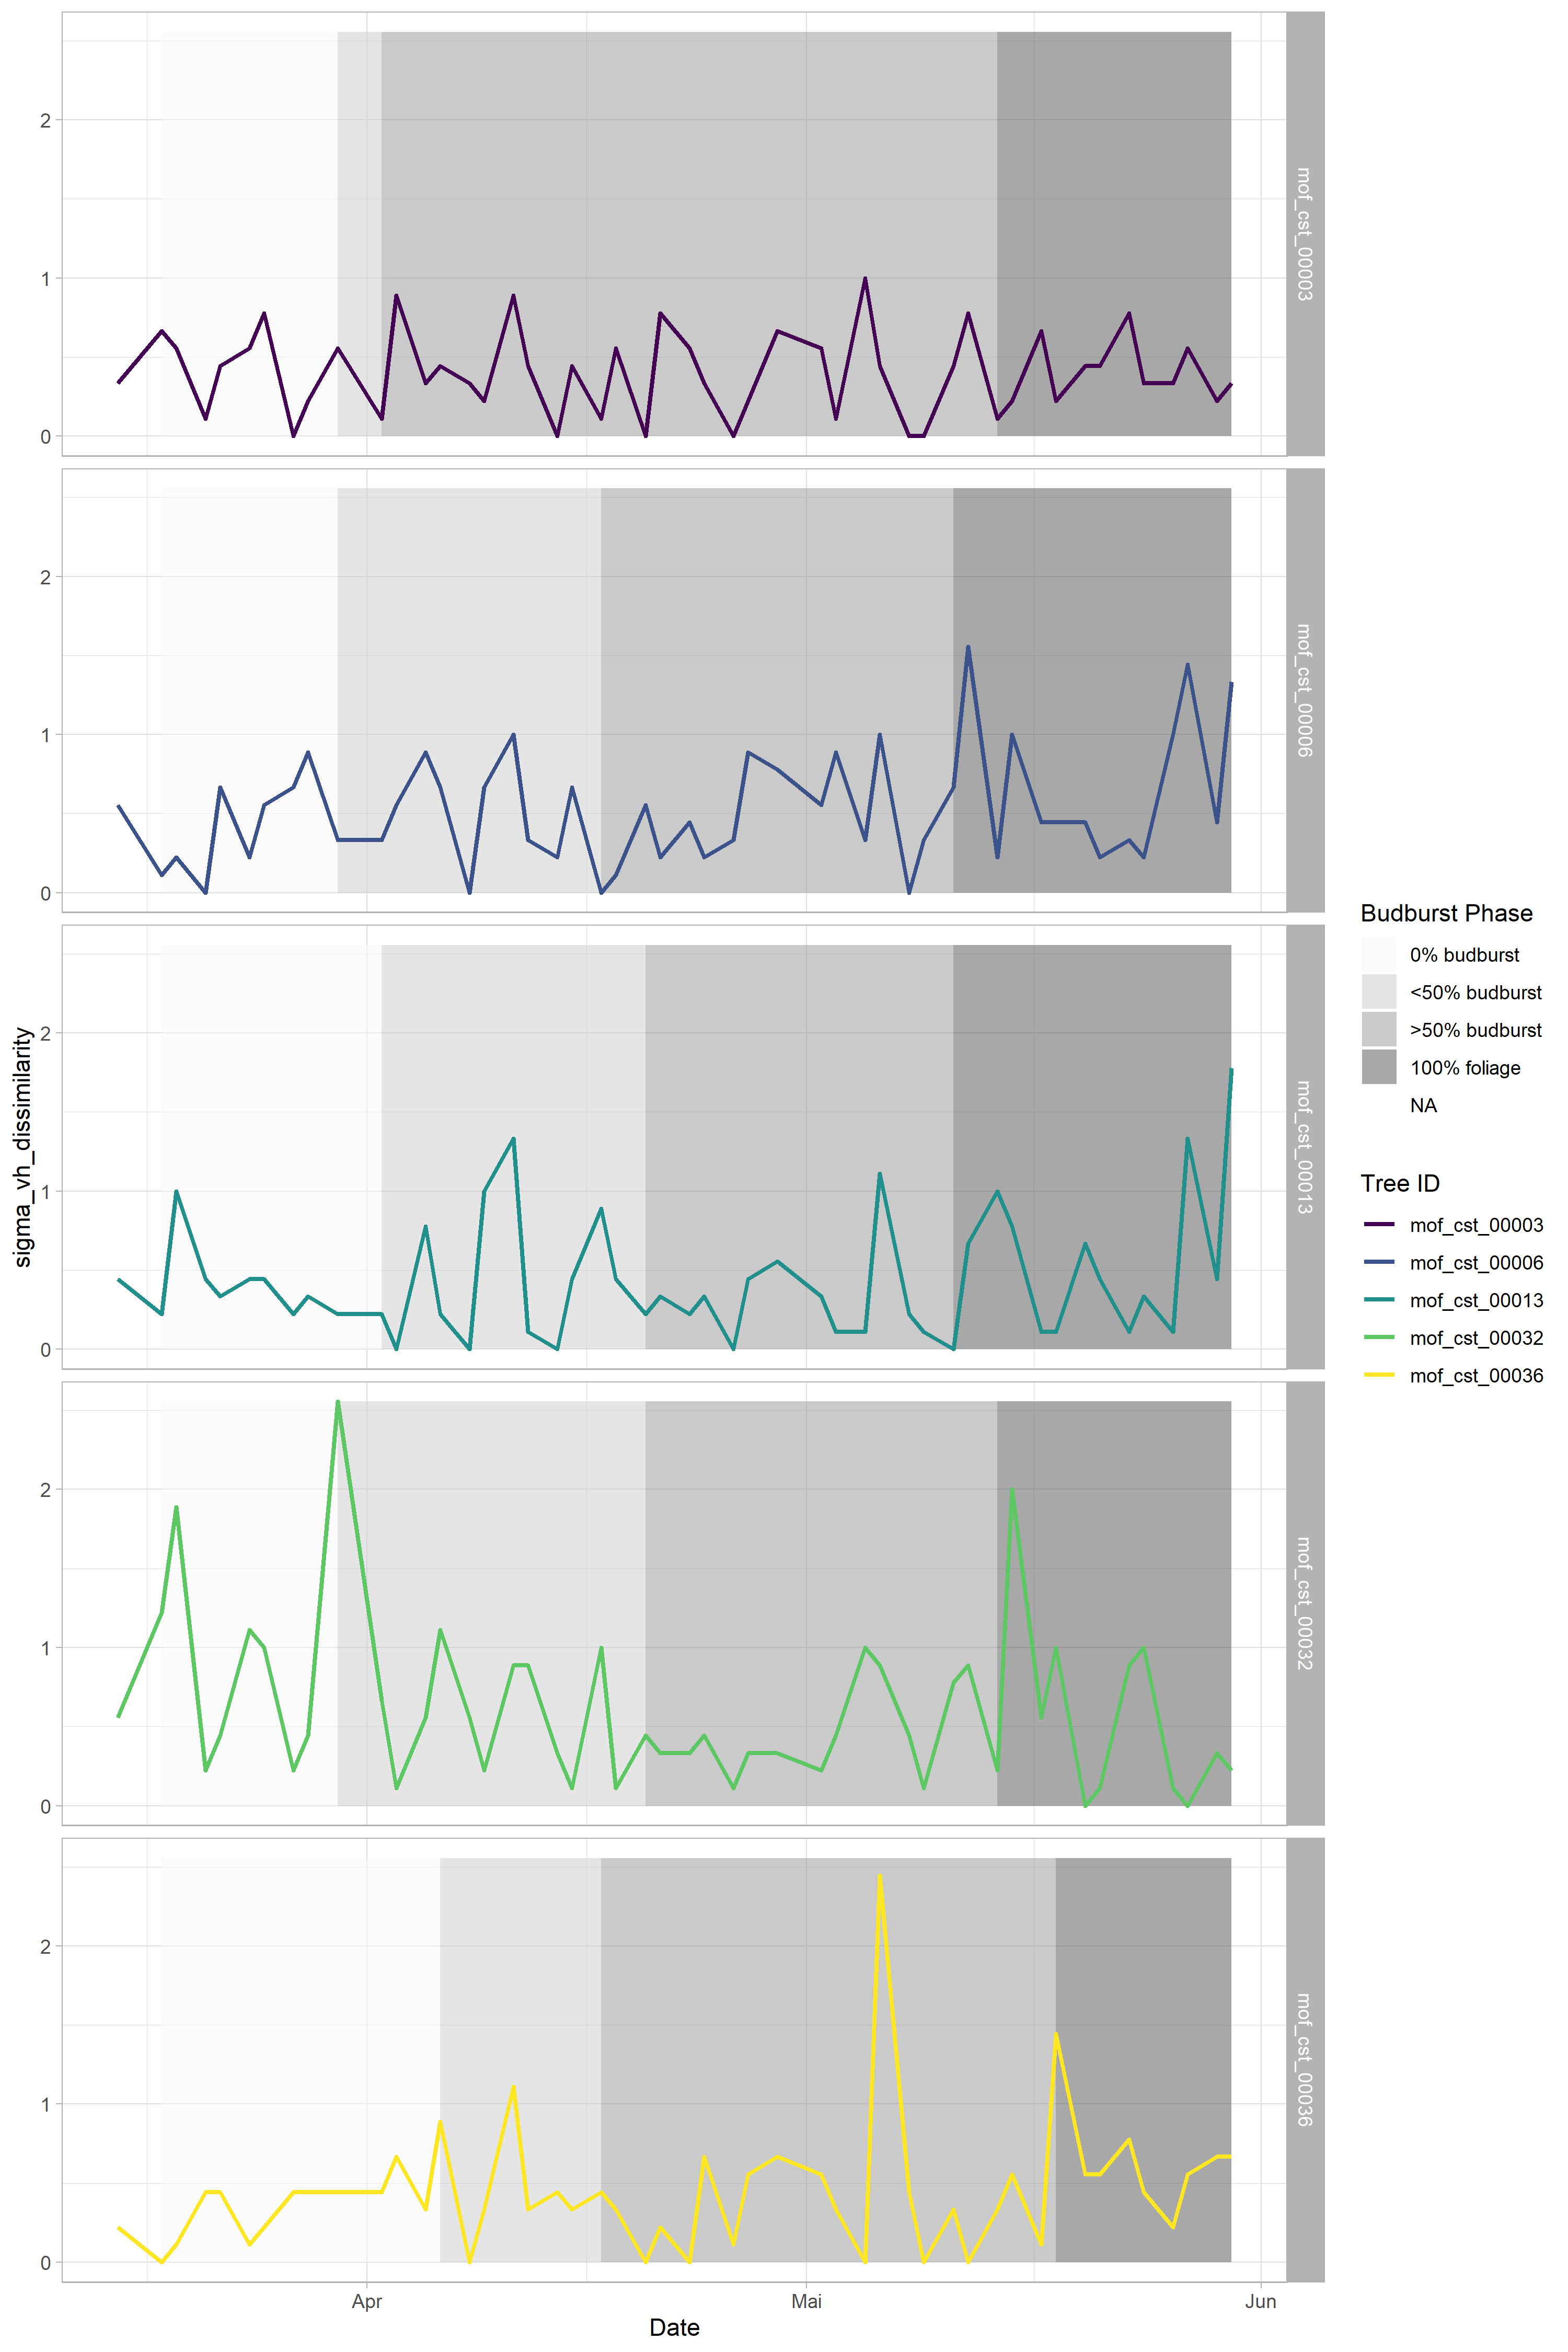 2
1
0
mof_cst_00003
2
1
0
mof_cst_00006
2
1
0
mof_cst_00013
2
1
0
mof_cst_00032
2
1
0
mof_cst_00036
sigma_vh_dissimilarity
Apr
Mai
Jun
Date
Budburst Phase
0% budburst
<50% budburst
>50% budburst
100% foliage
NA
Tree ID
mof_cst_00003
mof_cst_00006
mof_cst_00013
mof_cst_00032
mof_cst_00036